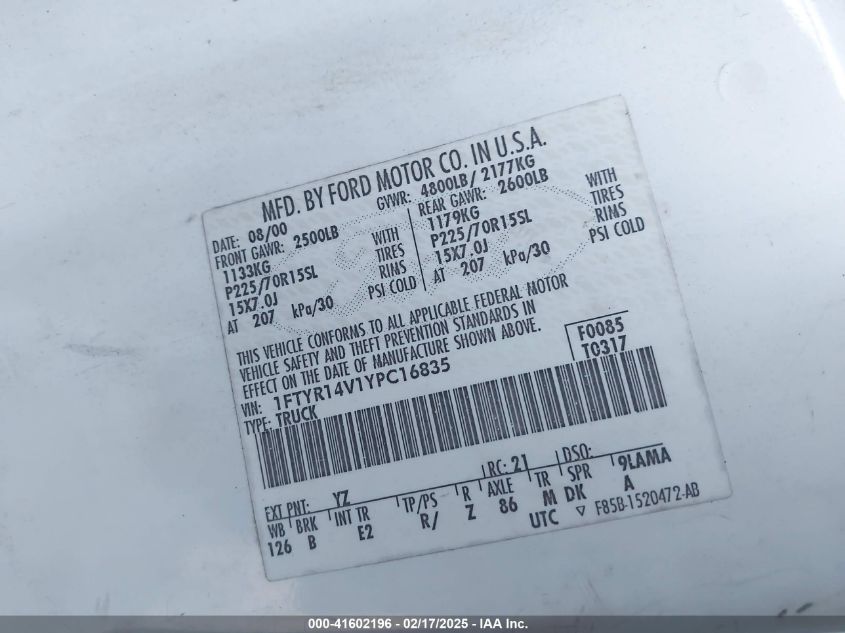 MFD. BY FORD MOTOR CO. IN U.S.A.
DATE: 08/00 GVWR: 4800LB/ 2177KG
FRONT GAWR: 2500LB REAR GAWR: 2600LB
1133KG WITH 1179KG WITH
P225/70R15SL TIRES P225/70R15SL TIRES
15X7.0J RIMS 15X7.0J RIMS
AT 207 kPa/30 PSI COLD AT 207 kPa/30 PSI COLD
THIS VEHICLE CONFORMS TO ALL APPLICABLE FEDERAL MOTOR
VEHICLE SAFETY AND THEFT PREVENTION STANDARDS IN
EFFECT ON THE DATE OF MANUFACTURE SHOWN ABOVE.
VIN: 1FTYR14V1YPC16835 F0085
TYPE: TRUCK T0317
EXT PNT: YZ RC: 21 DSO:
WB BRK INT TR TP/PS R AXLE TR SPR 9LAMA
126 B E2 R/ Z 86 M DK A
UTC ▽ F85B-1520472-AB
000-41602196 - 02/17/2025 - IAA Inc.